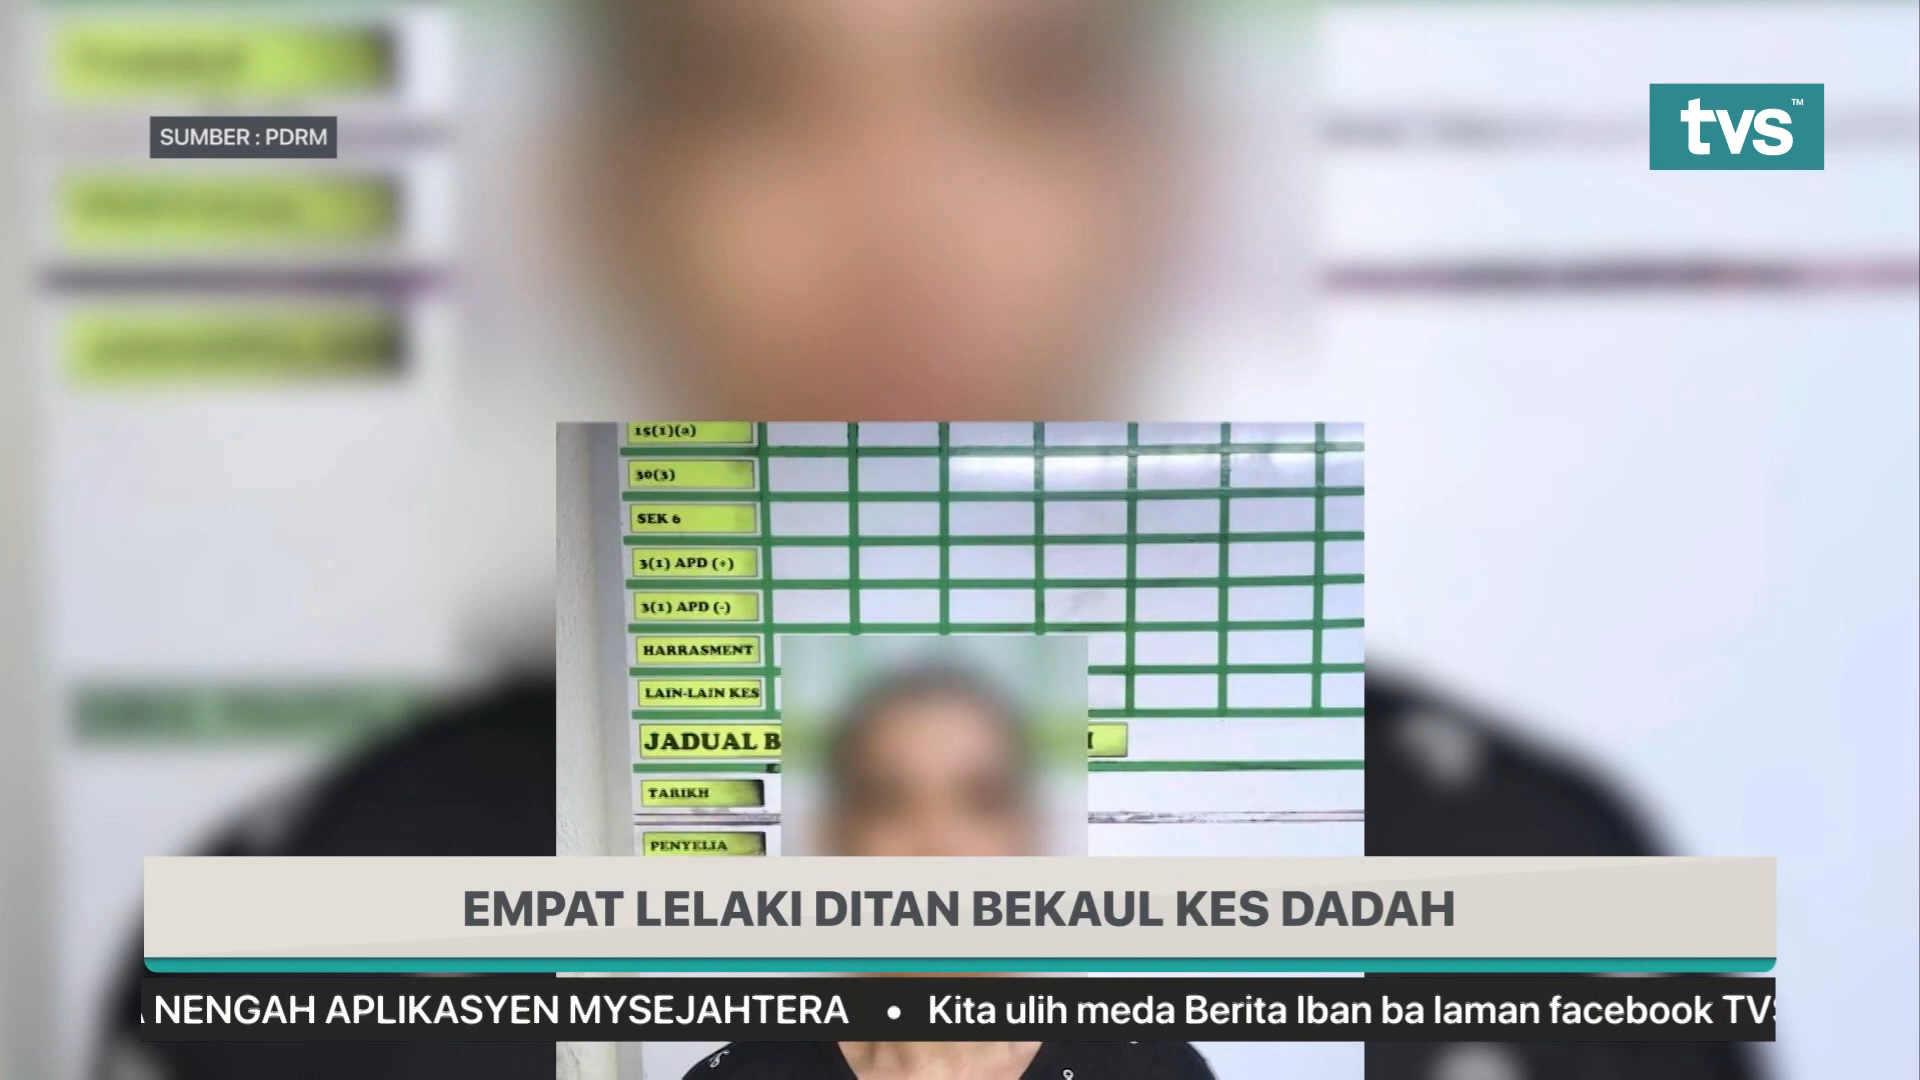 SUMBER : PDRM
tvs™
15(1)(a)
30(3)
SEK 6
3(1) APD (+)
3(1) APD (-)
HARRASMENT
LAIN-LAIN KES
JADUAL
TARIKH
PENYELIA
EMPAT LELAKI DITAN BEKAUL KES DADAH
NENGAH APLIKASYEN MYSEJAHTERA • Kita ulih meda Berita Iban ba laman facebook